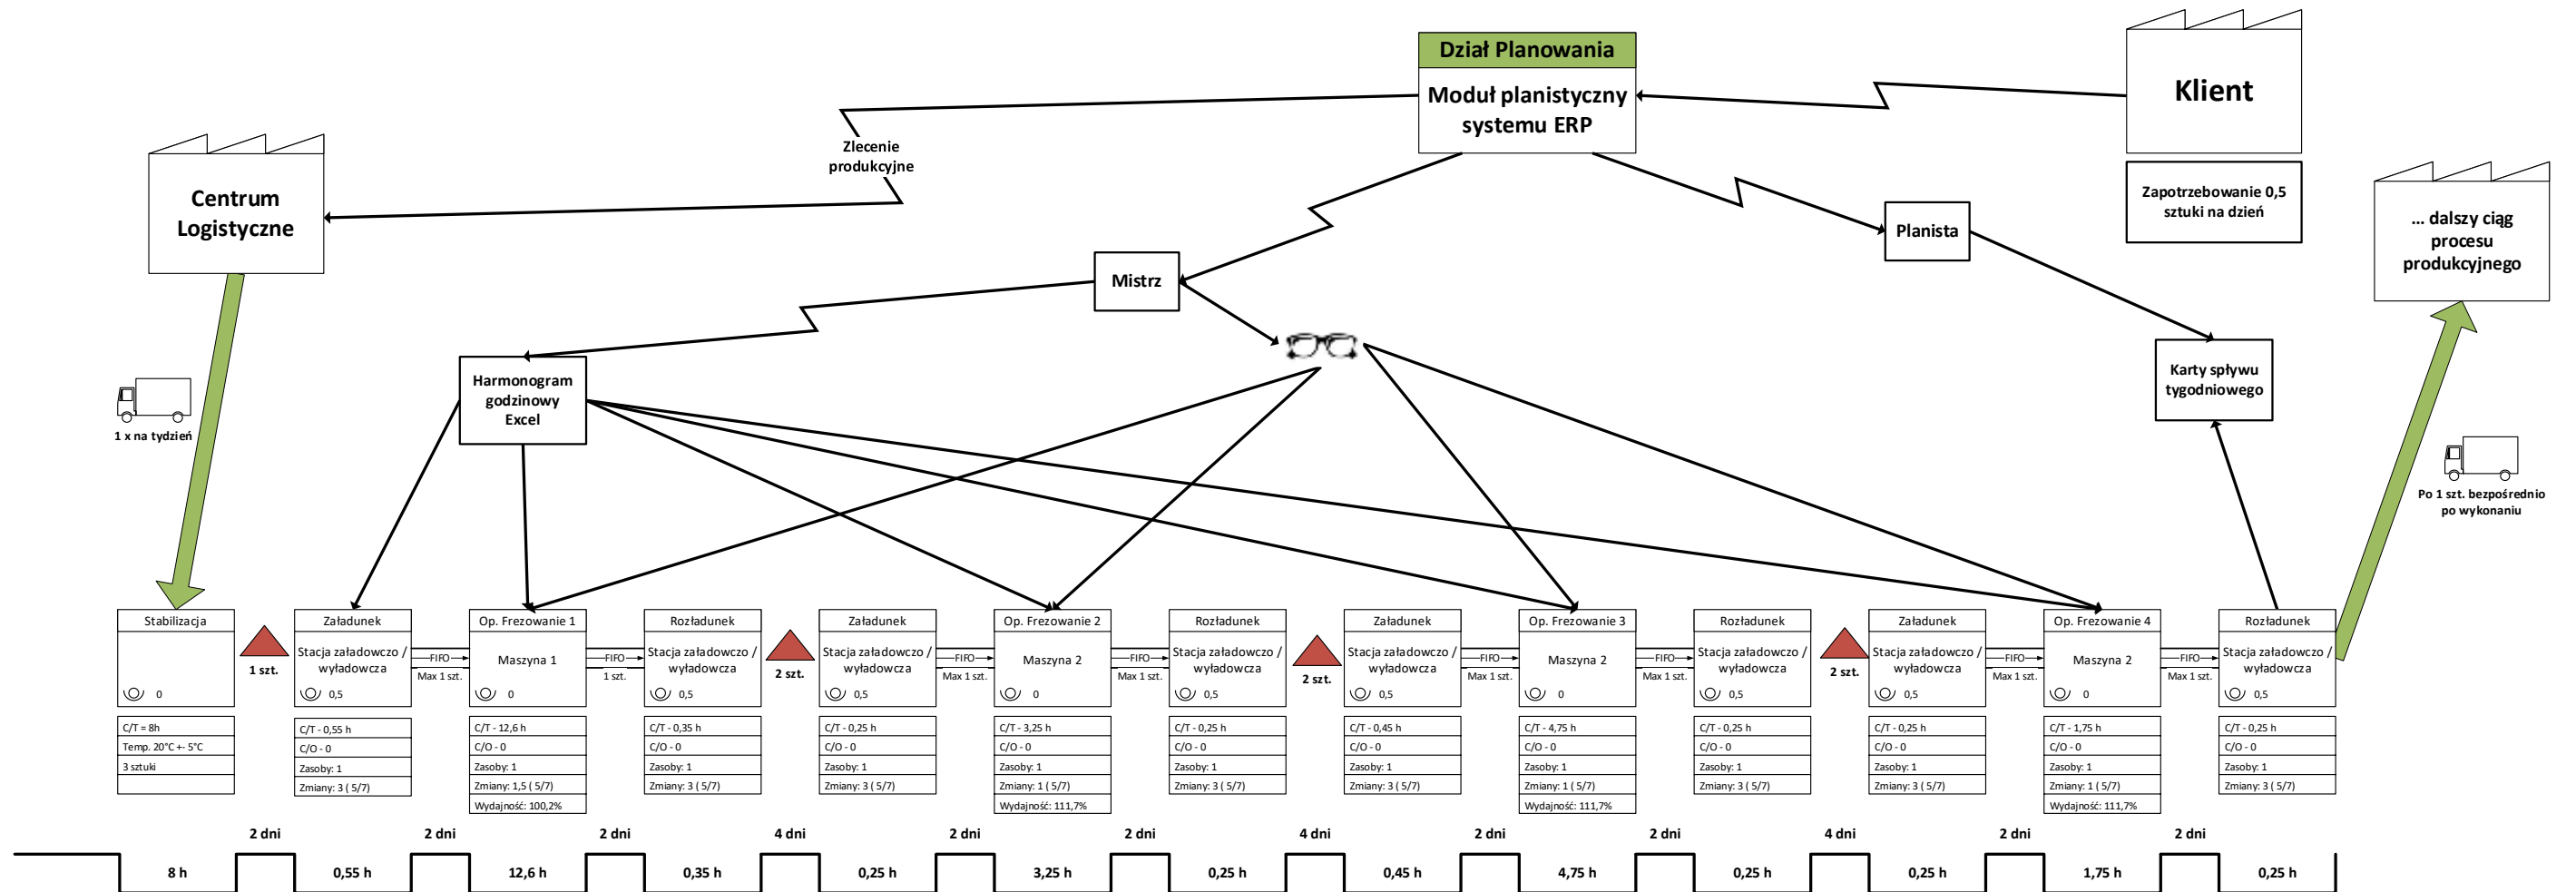 Dział Planowania
Moduł planistyczny
systemu ERP
Klient
Zapotrzebowanie 0,5
sztuki na dzień
Zlecenie
produkcyjne
Centrum
Logistyczne
... dalszy ciąg
procesu
produkcyjnego
Planista
Mistrz
Harmonogram
godzinowy
Excel
Karty spływu
tygodniowego
1 x na tydzień
Po 1 szt. bezpośrednio
po wykonaniu
Stabilizacja
0
C/T = 8h
Temp. 20°C +- 5°C
3 sztuki
1 szt.
Załadunek
Stacja załadowczo /
wyładowcza
0,5
C/T - 0,55 h
C/O - 0
Zasoby: 1
Zmiany: 3 ( 5/7)
FIFO
Max 1 szt.
Op. Frezowanie 1
Maszyna 1
0
C/T - 12,6 h
C/O - 0
Zasoby: 1
Zmiany: 1,5 ( 5/7)
Wydajność: 100,2%
FIFO
1 szt.
Rozładunek
Stacja załadowczo /
wyładowcza
0,5
C/T - 0,35 h
C/O - 0
Zasoby: 1
Zmiany: 3 ( 5/7)
2 szt.
Załadunek
Stacja załadowczo /
wyładowcza
0,5
C/T - 0,25 h
C/O - 0
Zasoby: 1
Zmiany: 3 ( 5/7)
FIFO
Max 1 szt.
Op. Frezowanie 2
Maszyna 2
0
C/T - 3,25 h
C/O - 0
Zasoby: 1
Zmiany: 1 ( 5/7)
Wydajność: 111,7%
FIFO
Max 1 szt.
Rozładunek
Stacja załadowczo /
wyładowcza
0,5
C/T - 0,25 h
C/O - 0
Zasoby: 1
Zmiany: 3 ( 5/7)
2 szt.
Załadunek
Stacja załadowczo /
wyładowcza
0,5
C/T - 0,45 h
C/O - 0
Zasoby: 1
Zmiany: 3 ( 5/7)
FIFO
Max 1 szt.
Op. Frezowanie 3
Maszyna 2
0
C/T - 4,75 h
C/O - 0
Zasoby: 1
Zmiany: 1 ( 5/7)
Wydajność: 111,7%
FIFO
Max 1 szt.
Rozładunek
Stacja załadowczo /
wyładowcza
0,5
C/T - 0,25 h
C/O - 0
Zasoby: 1
Zmiany: 3 ( 5/7)
2 szt.
Załadunek
Stacja załadowczo /
wyładowcza
0,5
C/T - 0,25 h
C/O - 0
Zasoby: 1
Zmiany: 3 ( 5/7)
FIFO
Max 1 szt.
Op. Frezowanie 4
Maszyna 2
0
C/T - 1,75 h
C/O - 0
Zasoby: 1
Zmiany: 1 ( 5/7)
Wydajność: 111,7%
FIFO
Max 1 szt.
Rozładunek
Stacja załadowczo /
wyładowcza
0,5
C/T - 0,25 h
C/O - 0
Zasoby: 1
Zmiany: 3 ( 5/7)
2 dni 2 dni 2 dni 4 dni 2 dni 2 dni 4 dni 2 dni 2 dni 4 dni 2 dni 2 dni
8 h 0,55 h 12,6 h 0,35 h 0,25 h 3,25 h 0,25 h 0,45 h 4,75 h 0,25 h 0,25 h 1,75 h 0,25 h